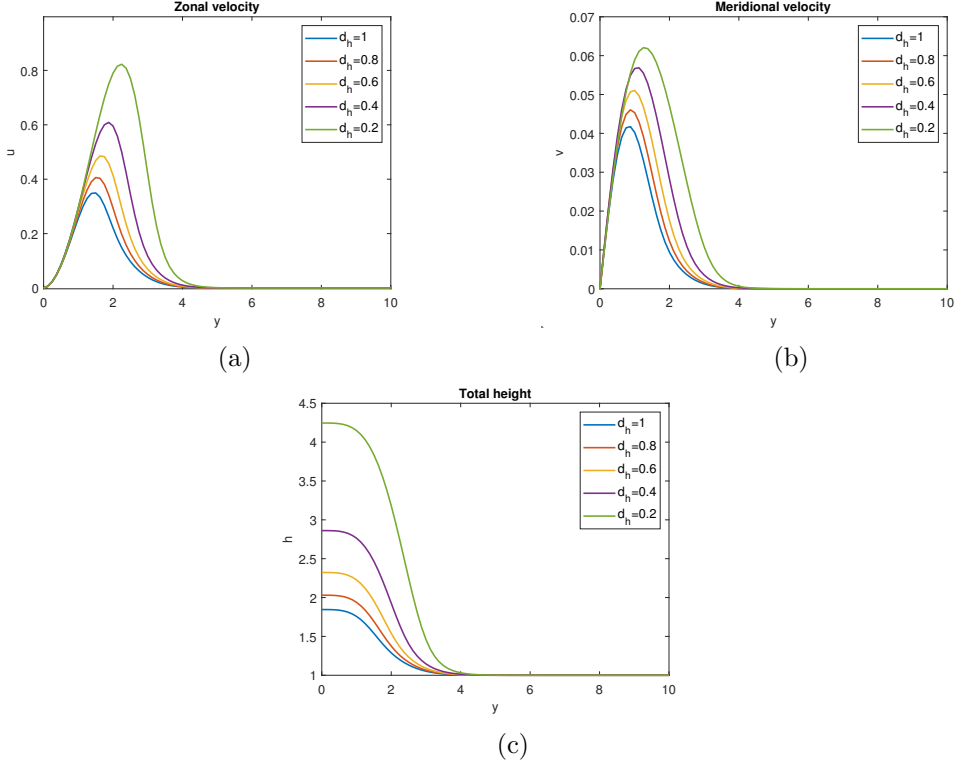 Zonal velocity
0.8
0.6
0.4
0.2
0
u
0 2 4 6 8 10
y
d_h=1
d_h=0.8
d_h=0.6
d_h=0.4
d_h=0.2
(a)
Meridional velocity
0.07
0.06
0.05
0.04
0.03
0.02
0.01
0
v
0 2 4 6 8 10
y
d_h=1
d_h=0.8
d_h=0.6
d_h=0.4
d_h=0.2
(b)
Total height
4.5
4
3.5
3
2.5
2
1.5
1
h
0 2 4 6 8 10
y
d_h=1
d_h=0.8
d_h=0.6
d_h=0.4
d_h=0.2
(c)